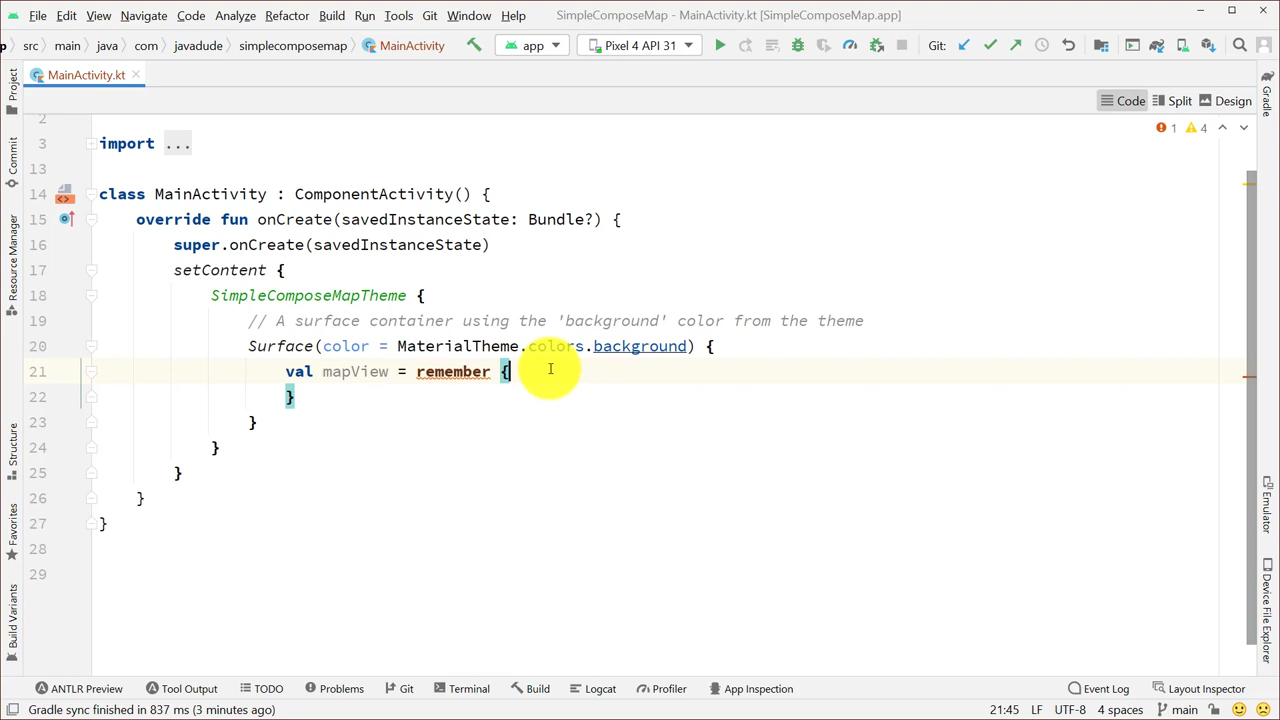 File Edit View Navigate Code Analyze Refactor Build Run Tools Git Window Help SimpleComposeMap - MainActivity.kt [SimpleComposeMap.app]
src main java com javadude simplecomposemap MainActivity app Pixel 4 API 31 Git:
MainActivity.kt
Code Split Design
2
3 import ...
1 4
13
14 class MainActivity : ComponentActivity() {
15 override fun onCreate(savedInstanceState: Bundle?) {
16 super.onCreate(savedInstanceState)
17 setContent {
18 SimpleComposeMapTheme {
19 // A surface container using the 'background' color from the theme
20 Surface(color = MaterialTheme.colors.background) {
21 val mapView = remember {
22 }
23 }
24 }
25 }
26 }
27 }
28
29
Project
Commit
Resource Manager
Structure
Favorites
Build Variants
Gradle
Emulator
Device File Explorer
ANTLR Preview Tool Output TODO Problems Git Terminal Build Logcat Profiler App Inspection Event Log Layout Inspector
Gradle sync finished in 837 ms (3 minutes ago) 21:45 LF UTF-8 4 spaces main